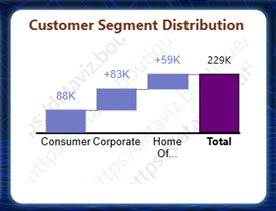 Customer Segment Distribution
+59K
229K
+83K
88K
Consumer Corporate Home Total
Of...